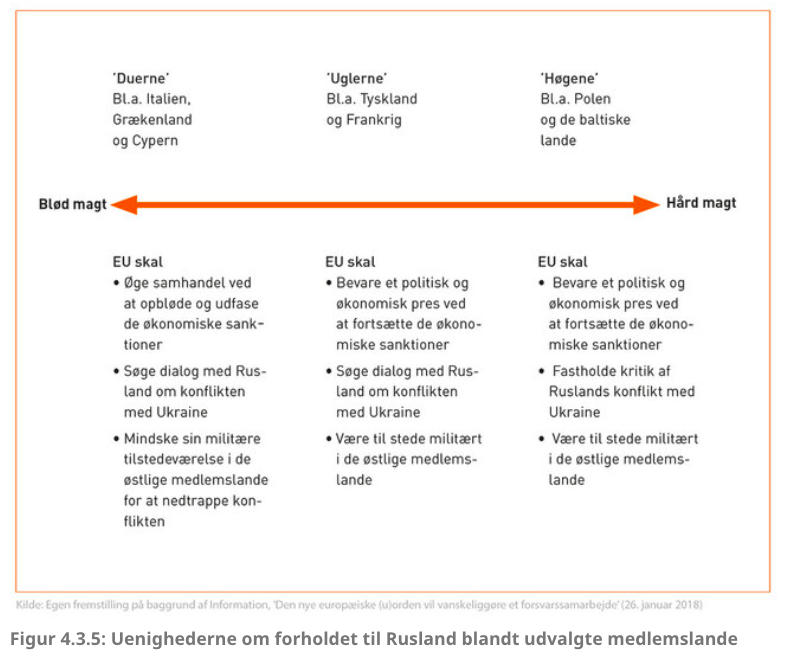 'Duerne'
Bl.a. Italien,
Grækenland
og Cypern
'Uglerne'
Bl.a. Tyskland
og Frankrig
'Høgene'
Bl.a. Polen
og de baltiske
lande
Blød magt
Hård magt
EU skal
• Øge samhandel ved
at opbløde og udfase
de økonomiske sank-
tioner
• Søge dialog med Rus-
land om konflikten
med Ukraine
• Mindske sin militære
tilstedeværelse i de
østlige medlemslande
for at nedtrappe kon-
flikten
EU skal
• Bevare et politisk og
økonomisk pres ved
at fortsætte de økono-
miske sanktioner
• Søge dialog med Rus-
land om konflikten
med Ukraine
• Være til stede militært
i de østlige medlems-
lande
EU skal
• Bevare et politisk og
økonomisk pres ved
at fortsætte de økono-
miske sanktioner
• Fastholde kritik af
Ruslands konflikt med
Ukraine
• Være til stede militært
i de østlige medlems-
lande
Kilde: Egen fremstilling på baggrund af Information, 'Den nye europæiske (u)orden vil vanskeliggøre et forsvarssamarbejde' (26. januar 2018)
Figur 4.3.5: Uenighederne om forholdet til Rusland blandt udvalgte medlemslande